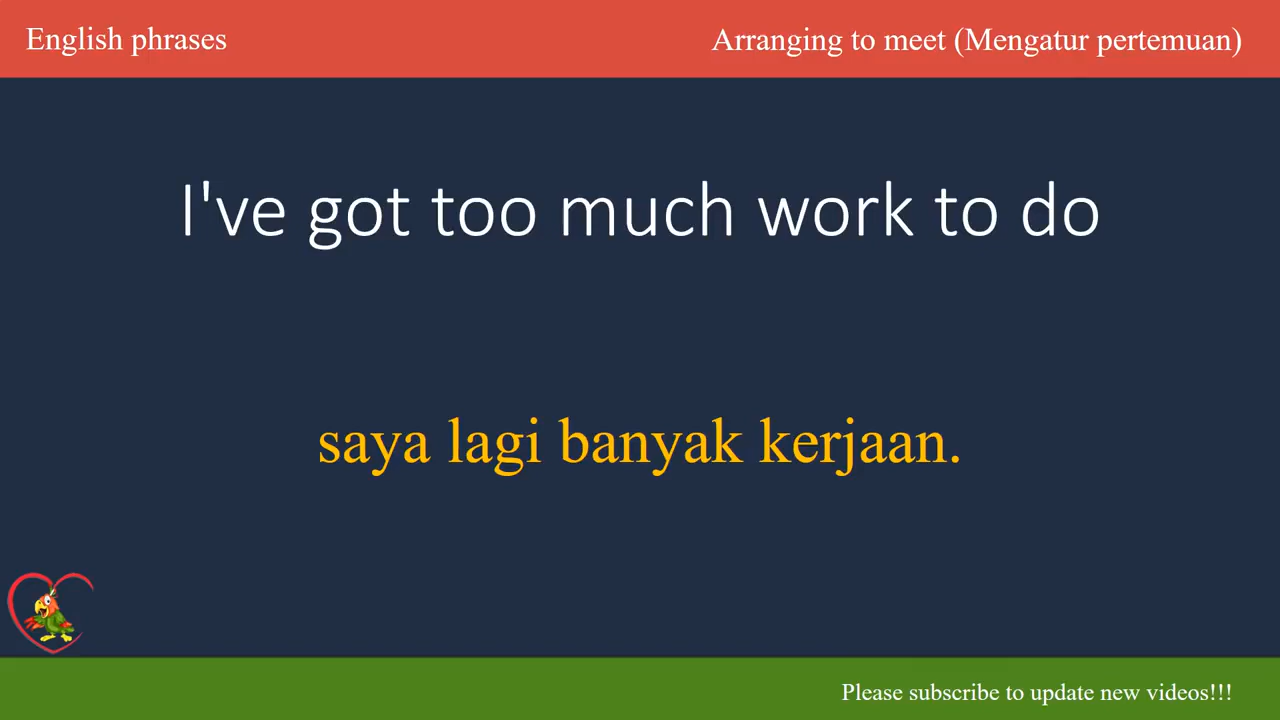 English phrases
Arranging to meet (Mengatur pertemuan)
I've got too much work to do
saya lagi banyak kerjaan.
Please subscribe to update new videos!!!